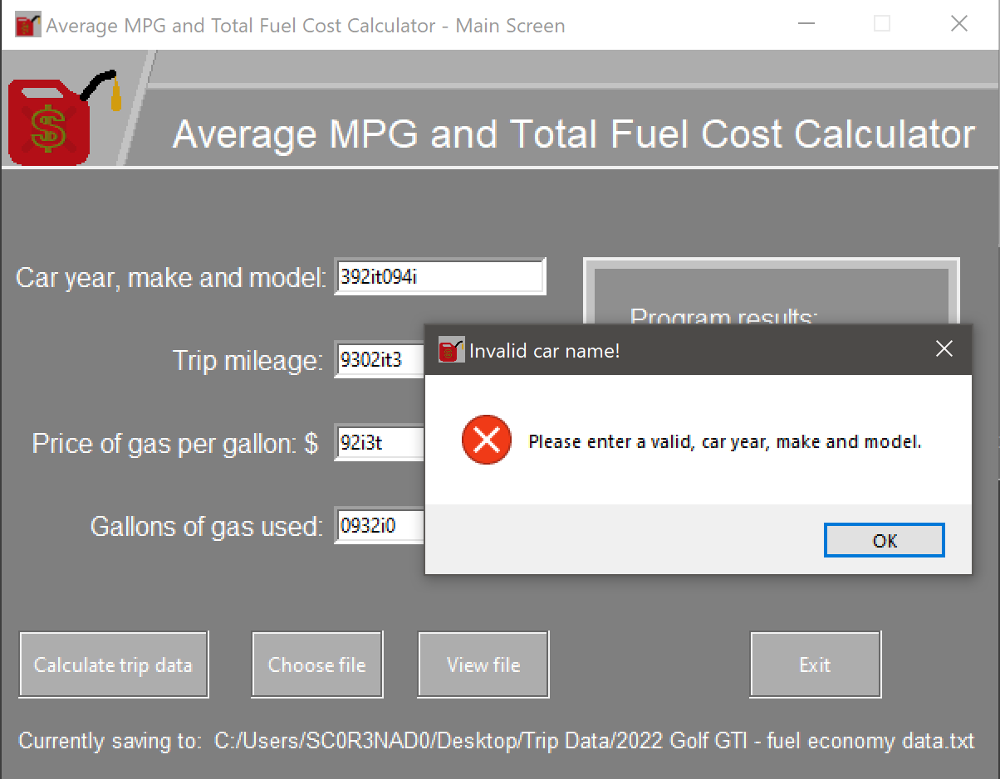 Average MPG and Total Fuel Cost Calculator - Main Screen
$
Average MPG and Total Fuel Cost Calculator
Car year, make and model: 392it094i
Program results:
Trip mileage: 9302it3
Invalid car name!
Price of gas per gallon: $ 92i3t
Please enter a valid, car year, make and model.
Gallons of gas used: 0932i0
OK
Calculate trip data Choose file View file Exit
Currently saving to: C:/Users/SC0R3NAD0/Desktop/Trip Data/2022 Golf GTI - fuel economy data.txt